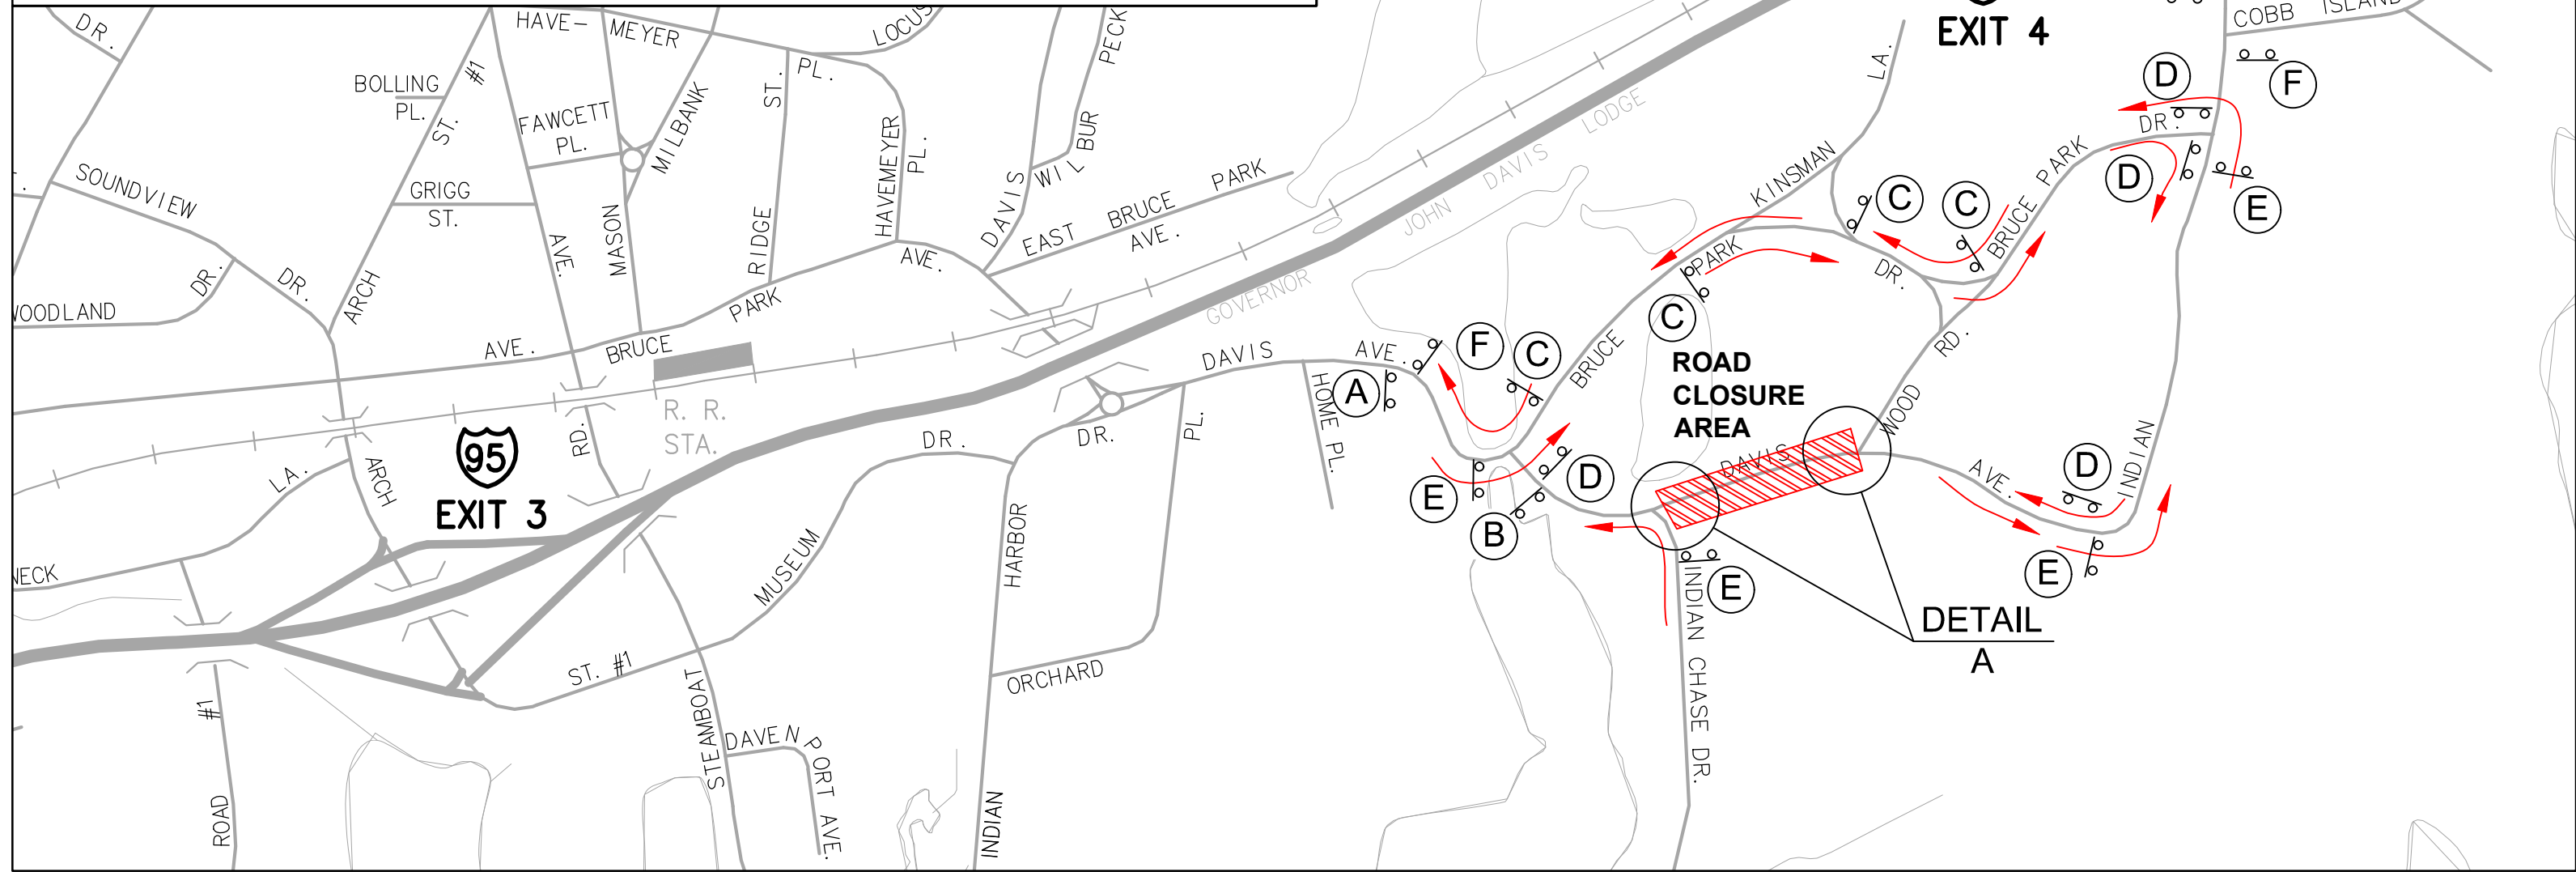 DR.
HAVE-
MEYER
LOCUS
PECK
EXIT 4
COBB ISLAND
BOLLING
PL.
#1
ST.
FAWCETT
PL.
MILBANK
ST.
PL.
LA.
D
F
DR.
SOUNDVIEW
GRIGG
ST.
HAVEMEYER
PL.
WILBUR
DAVIS
EAST BRUCE PARK
AVE.
LODGE
DAVIS
JOHN
GOVERNOR
KINSMAN
C
C
BRUCE PARK
D
E
DR.
DR.
WOODLAND
ARCH
AVE.
MASON
RIDGE
AVE.
PARK
BRUCE
AVE.
PARK
DR.
C
BRUCE
RD.
WOOD
DAVIS
AVE.
HOME PL.
A
F
C
ROAD
CLOSURE
AREA
R. R.
STA.
RD.
LA.
ARCH
95
EXIT 3
DR.
DR.
PL.
E
D
B
DAVIS
AVE.
D
INDIAN
E
E
NECK
MUSEUM
HARBOR
INDIAN CHASE DR.
DETAIL
A
ST. #1
ORCHARD
#1
ROAD
STEAMBOAT
DAVENPORT AVE.
INDIAN